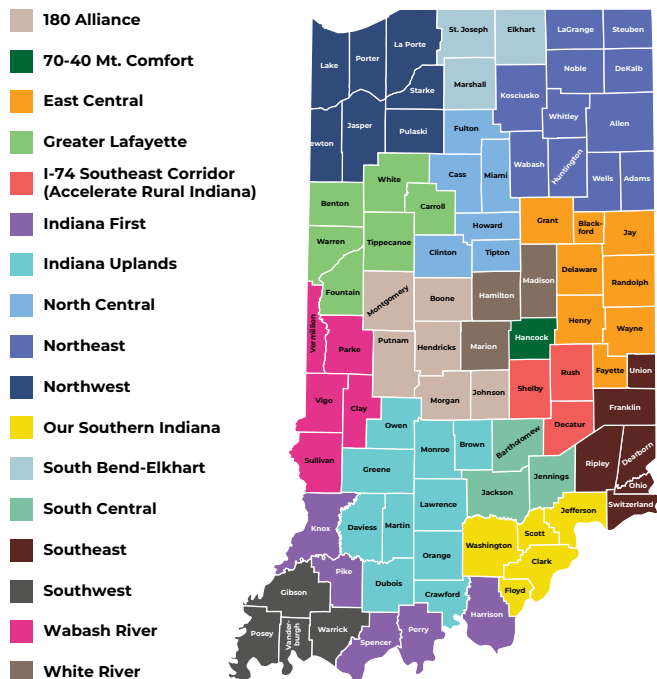 180 Alliance
70-40 Mt. Comfort
East Central
Greater Lafayette
I-74 Southeast Corridor
(Accelerate Rural Indiana)
Indiana First
Indiana Uplands
North Central
Northeast
Northwest
Our Southern Indiana
South Bend-Elkhart
South Central
Southeast
Southwest
Wabash River
White River
St. Joseph
Elkhart
LaGrange
Steuben
La Porte
Porter
Lake
Noble
DeKalb
Marshall
Starke
Kosciusko
Whitley
Allen
ewton
Jasper
Pulaski
Fulton
Wabash
Huntington
Wells
Adams
White
Cass
Miami
Benton
Carroll
Grant
Black-
ford
Jay
Howard
Warren
Tippecanoe
Clinton
Tipton
Delaware
Madison
Randolph
Fountain
Montgomery
Boone
Hamilton
Henry
Wayne
Vermillion
Parke
Putnam
Hendricks
Marion
Hancock
Rush
Fayette
Union
Vigo
Clay
Morgan
Johnson
Shelby
Franklin
Owen
Decatur
Sullivan
Greene
Monroe
Brown
Bartholomew
Ripley
Dearborn
Jennings
Ohio
Jackson
Switzerland
Knox
Daviess
Martin
Lawrence
Jefferson
Scott
Washington
Orange
Clark
Pike
Dubois
Gibson
Crawford
Floyd
Harrison
Posey
Vander-
burgh
Warrick
Spencer
Perry